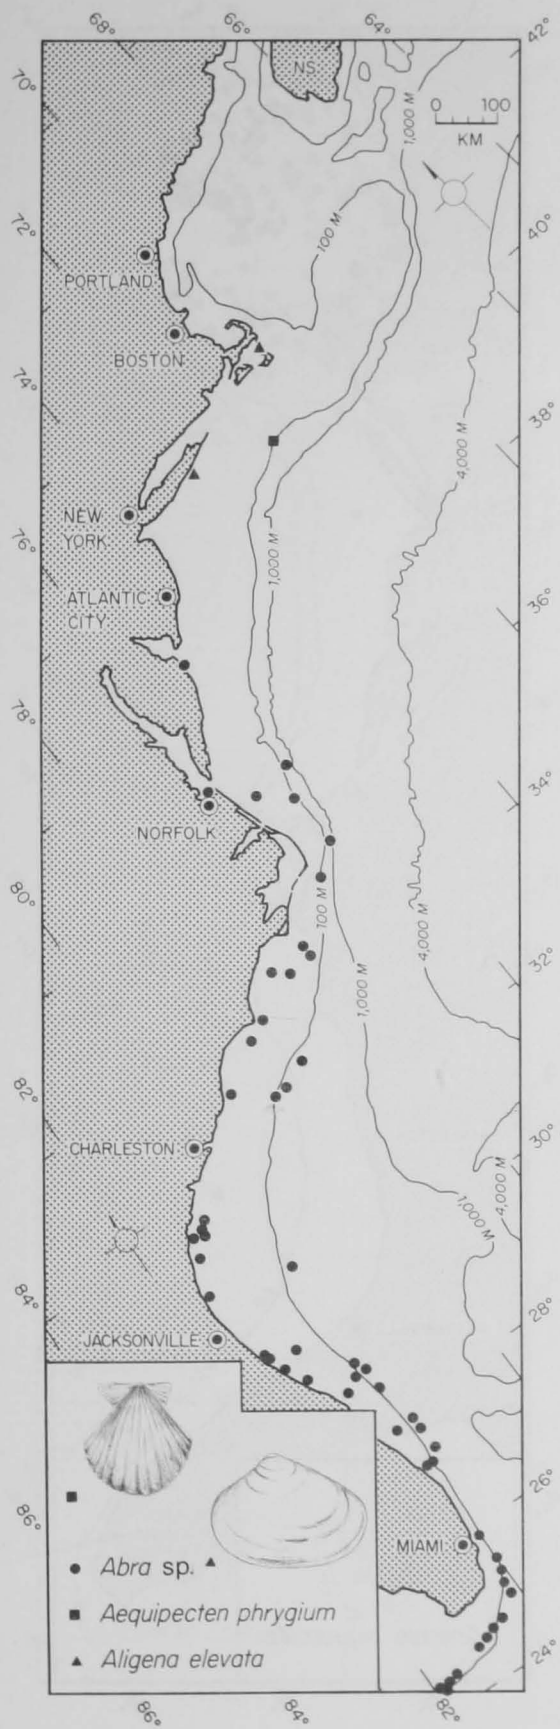 68°
66°
64°
42°
NS.
70°
0 100
KM
1,000 M
40°
100 M
72°
PORTLAND
BOSTON
74°
38°
4,000 M
NEW
YORK
1,000 M
76°
ATLANTIC
CITY
36°
78°
34°
NORFOLK
80°
100 M
4,000 M
32°
1,000 M
82°
30°
CHARLESTON
4,000 M
1,000 M
84°
28°
JACKSONVILLE
26°
86°
MIAMI
Abra sp.
Aequipecten phrygium
Aligena elevata
24°
86°
84°
82°